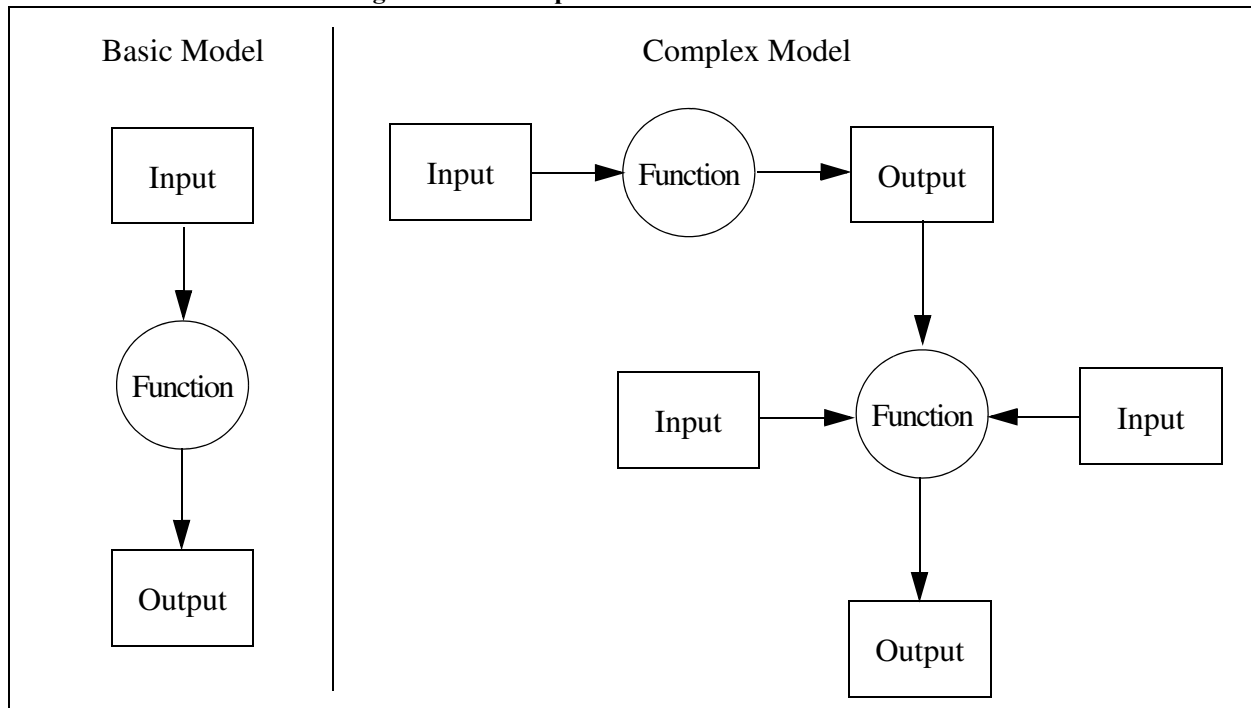 Basic Model
Input
Function
Output
Complex Model
Input
Function
Output
Input
Function
Input
Output